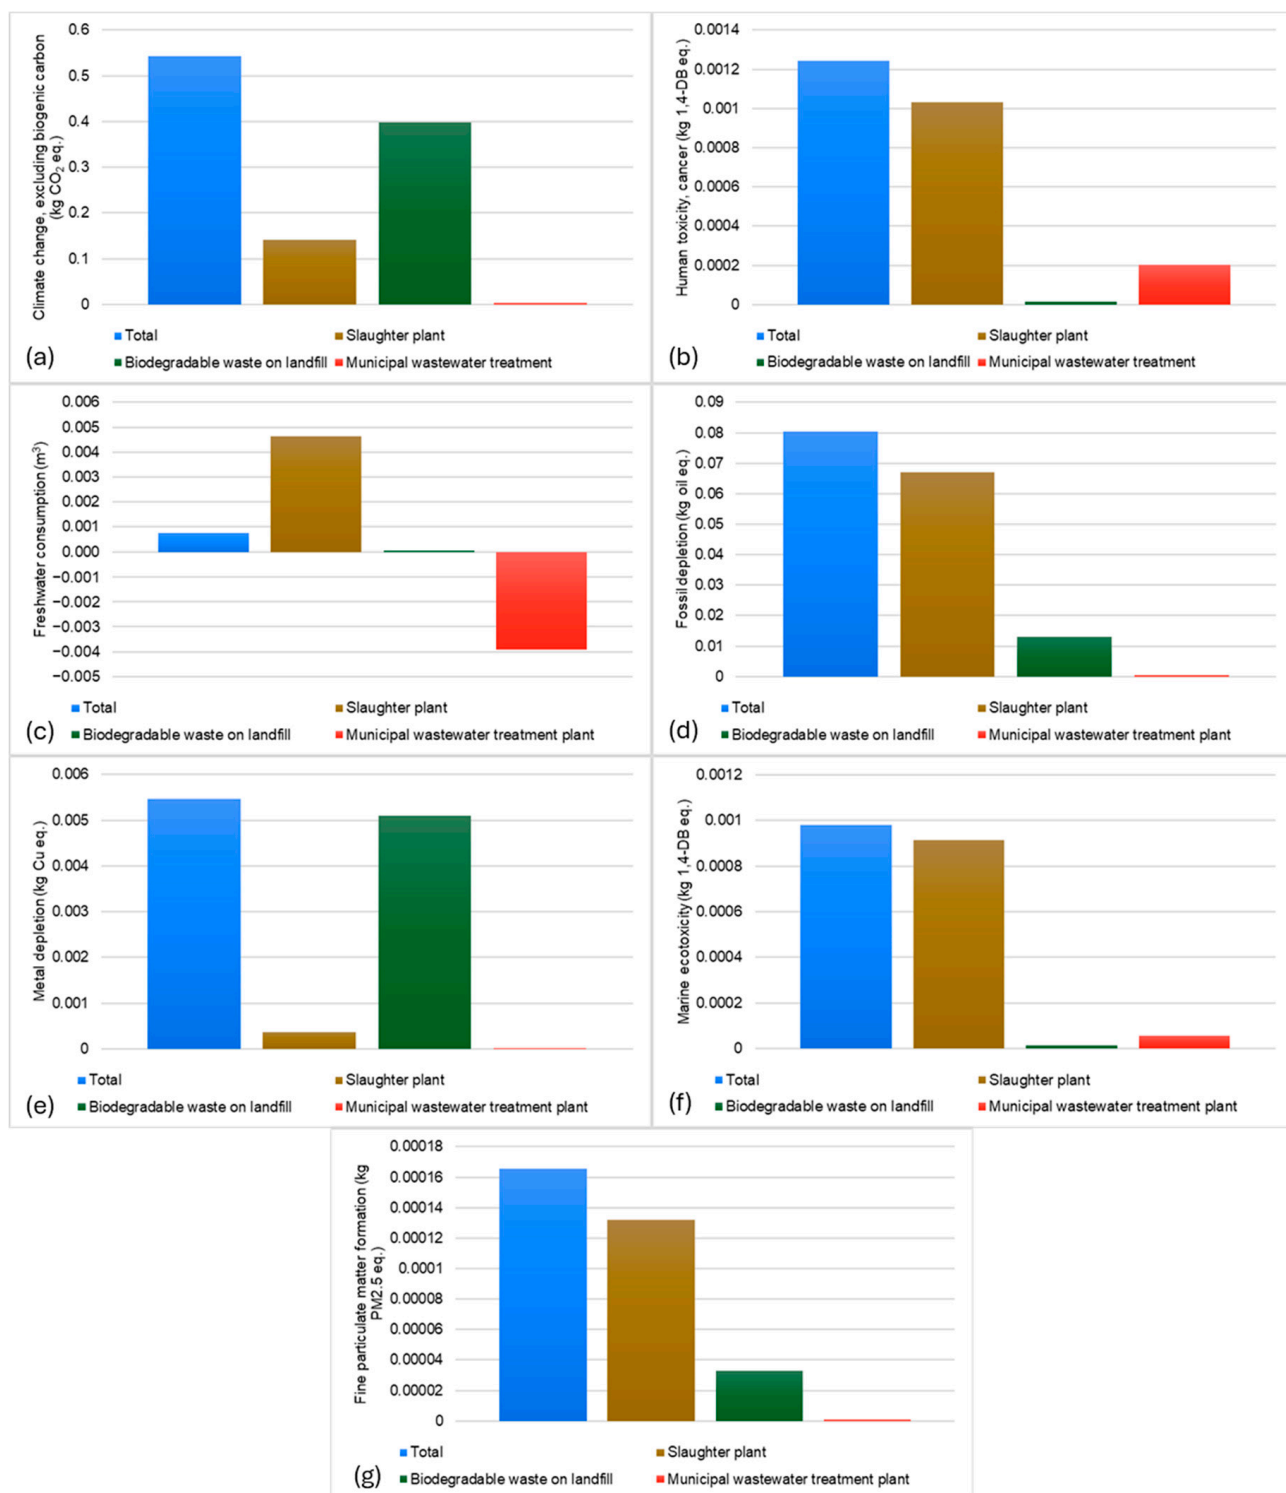 Climate change, excluding biogenic carbon
(kg CO₂ eq.)
0.6
0.5
0.4
0.3
0.2
0.1
0
Total
Slaughter plant
Biodegradable waste on landfill
Municipal wastewater treatment
(a)
Human toxicity, cancer (kg 1,4-DB eq.)
0.0014
0.0012
0.001
0.0008
0.0006
0.0004
0.0002
0
Total
Slaughter plant
Biodegradable waste on landfill
Municipal wastewater treatment
(b)
Freshwater consumption (m³)
0.006
0.005
0.004
0.003
0.002
0.001
0.000
−0.001
−0.002
−0.003
−0.004
−0.005
Total
Slaughter plant
Biodegradable waste on landfill
Municipal wastewater treatment plant
(c)
Fossil depletion (kg oil eq.)
0.09
0.08
0.07
0.06
0.05
0.04
0.03
0.02
0.01
0
Total
Slaughter plant
Biodegradable waste on landfill
Municipal wastewater treatment plant
(d)
Metal depletion (kg Cu eq.)
0.006
0.005
0.004
0.003
0.002
0.001
0
Total
Slaughter plant
Biodegradable waste on landfill
Municipal wastewater treatment plant
(e)
Marine ecotoxicity (kg 1,4-DB eq.)
0.0012
0.001
0.0008
0.0006
0.0004
0.0002
0
Total
Slaughter plant
Biodegradable waste on landfill
Municipal wastewater treatment plant
(f)
Fine particulate matter formation (kg
PM2.5 eq.)
0.00018
0.00016
0.00014
0.00012
0.0001
0.00008
0.00006
0.00004
0.00002
0
Total
Slaughter plant
Biodegradable waste on landfill
Municipal wastewater treatment plant
(g)